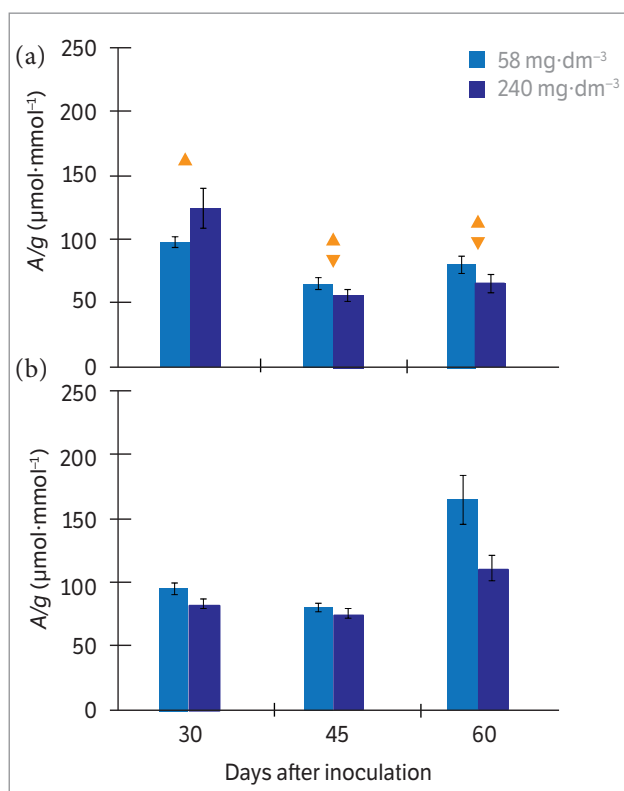 (a)
58 mg·dm⁻³
240 mg·dm⁻³
A/g (µmol·mmol⁻¹)
250
200
150
100
50
0
(b)
A/g (µmol·mmol⁻¹)
250
200
150
100
50
0
30 45 60
Days after inoculation